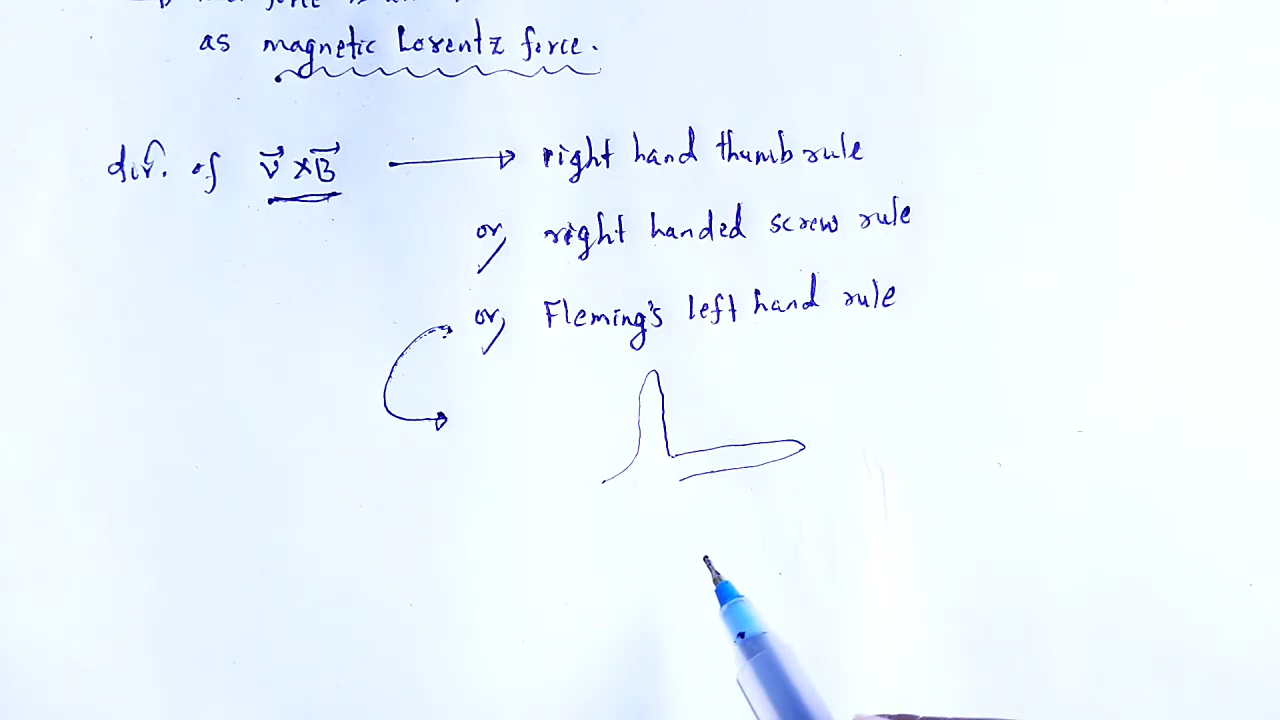 force
as magnetic Lorentz force.
dir. of v⃗ × B⃗ → right hand thumb rule
or, right handed screw rule
or, Fleming's left hand rule